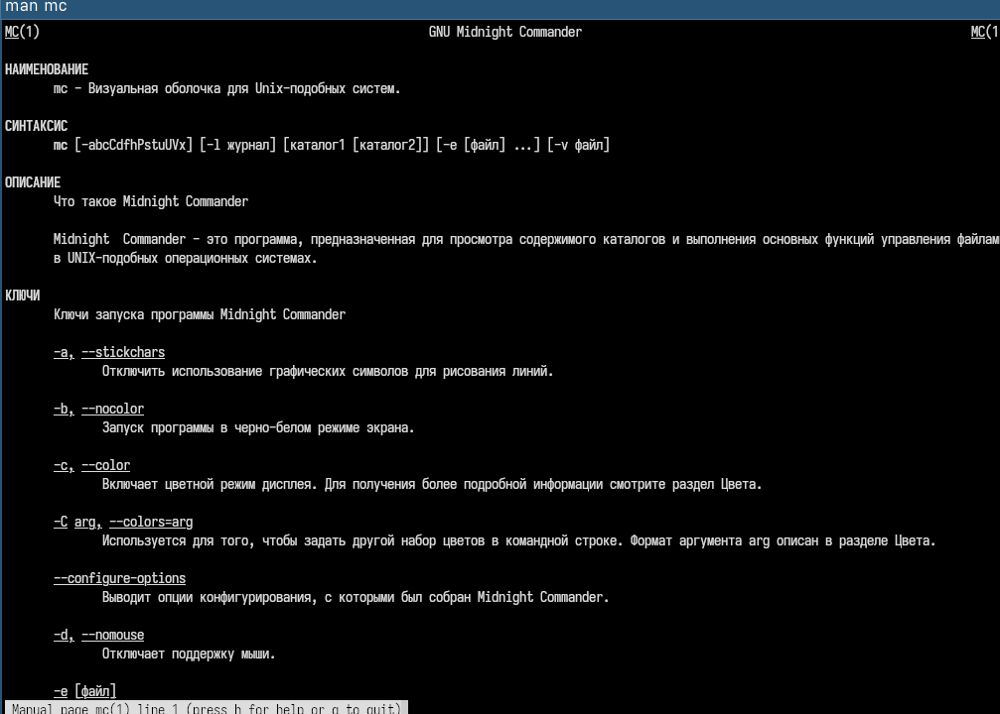 man mc
MC(1) GNU Midnight Commander MC(1
НАИМЕНОВАНИЕ
mc - Визуальная оболочка для Unix-подобных систем.
СИНТАКСИС
mc [-abcCdfhPstuUVx] [-l журнал] [каталог1 [каталог2]] [-e [файл] ...] [-v файл]
ОПИСАНИЕ
Что такое Midnight Commander
Midnight  Commander - это программа, предназначенная для просмотра содержимого каталогов и выполнения основных функций управления файлам
в UNIX-подобных операционных системах.
КЛЮЧИ
Ключи запуска программы Midnight Commander
-a, --stickchars
Отключить использование графических символов для рисования линий.
-b, --nocolor
Запуск программы в черно-белом режиме экрана.
-c, --color
Включает цветной режим дисплея. Для получения более подробной информации смотрите раздел Цвета.
-C arg, --colors=arg
Используется для того, чтобы задать другой набор цветов в командной строке. Формат аргумента arg описан в разделе Цвета.
--configure-options
Выводит опции конфигурирования, с которыми был собран Midnight Commander.
-d, --nomouse
Отключает поддержку мыши.
-e [файл]
Manual page mc(1) line 1 (press h for help or q to quit)